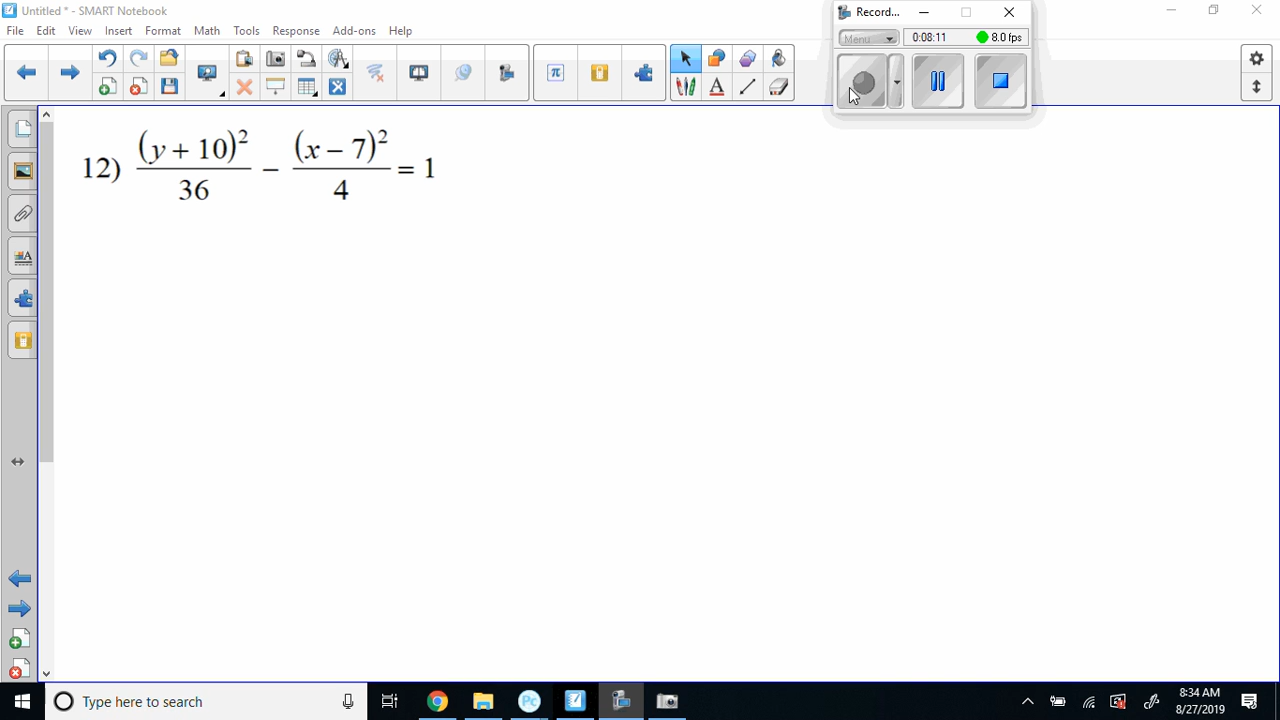 Untitled * - SMART Notebook
File Edit View Insert Format Math Tools Response Add-ons Help
Record...
Menu 0:08:11 8.0 fps
π
A
12) (y + 10)² / 36 − (x − 7)² / 4 = 1
Type here to search
Pc
8:34 AM
8/27/2019